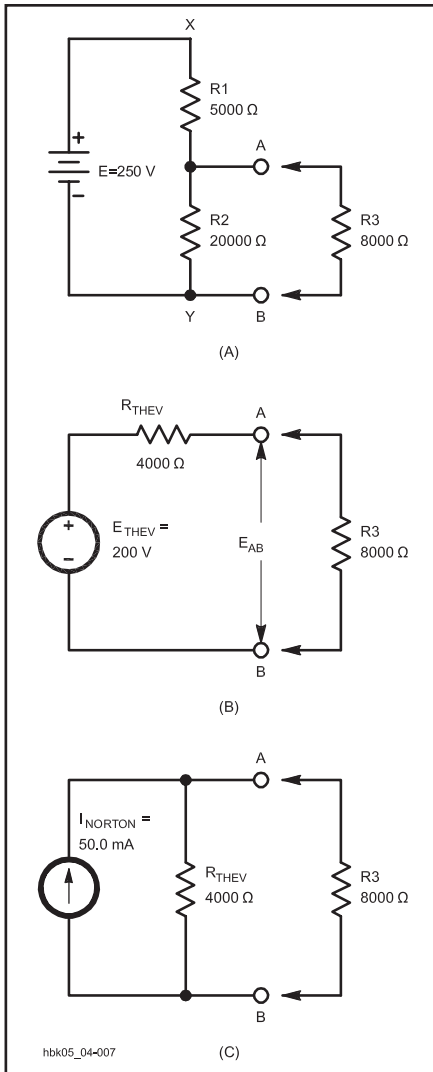 X
R1
5000 Ω
A
E=250 V
R2
20000 Ω
R3
8000 Ω
Y
B
(A)
R THEV
4000 Ω
A
E THEV =
200 V
E AB
R3
8000 Ω
B
(B)
A
I NORTON =
50.0 mA
R THEV
4000 Ω
R3
8000 Ω
B
hbk05_04-007
(C)